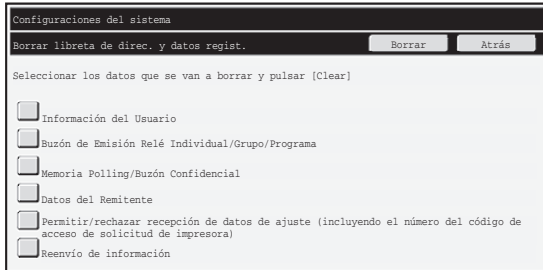 Configuraciones del sistema
Borrar libreta de direc. y datos regist.
Borrar
Atrás
Seleccionar los datos que se van a borrar y pulsar [Clear]
Información del Usuario
Buzón de Emisión Relé Individual/Grupo/Programa
Memoria Polling/Buzón Confidencial
Datos del Remitente
Permitir/rechazar recepción de datos de ajuste (incluyendo el número del código de
acceso de solicitud de impresora)
Reenvío de información